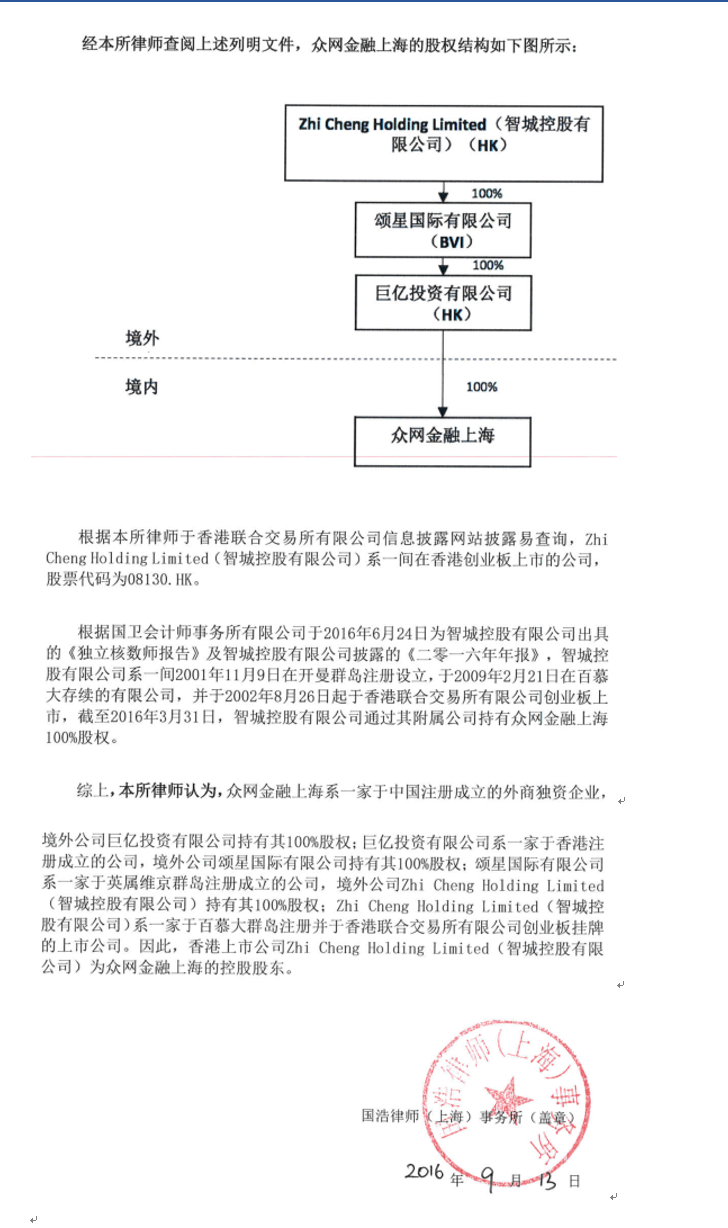 经本所律师查阅上述列明文件，众网金融上海的股权结构如下图所示：
Zhi Cheng Holding Limited（智城控股有
限公司）（HK）
100%
颂星国际有限公司
（BVI）
100%
巨亿投资有限公司
（HK）
境外
境内
100%
众网金融上海
根据本所律师于香港联合交易所有限公司信息披露网站披露易查询，Zhi
Cheng Holding Limited（智城控股有限公司）系一间在香港创业板上市的公司，
股票代码为08130.HK。
根据国卫会计师事务所有限公司于2016年6月24日为智城控股有限公司出具
的《独立核数师报告》及智城控股有限公司披露的《二零一六年年报》，智城控
股有限公司系一间2001年11月9日在开曼群岛注册设立，于2009年2月21日在百慕
大存续的有限公司，并于2002年8月26日起于香港联合交易所有限公司创业板上
市，截至2016年3月31日，智城控股有限公司通过其附属公司持有众网金融上海
100%股权。
综上，本所律师认为，众网金融上海系一家于中国注册成立的外商独资企业，
境外公司巨亿投资有限公司持有其100%股权；巨亿投资有限公司系一家于香港注
册成立的公司，境外公司颂星国际有限公司持有其100%股权；颂星国际有限公司
系一家于英属维京群岛注册成立的公司，境外公司Zhi Cheng Holding Limited
（智城控股有限公司）持有其100%股权；Zhi Cheng Holding Limited（智城控
股有限公司）系一家于百慕大群岛注册并于香港联合交易所有限公司创业板挂牌
的上市公司。因此，香港上市公司Zhi Cheng Holding Limited（智城控股有限
公司）为众网金融上海的控股股东。
国浩律师（上海）事务所
国浩律师（上海）事务所（盖章）
2016年9月13日